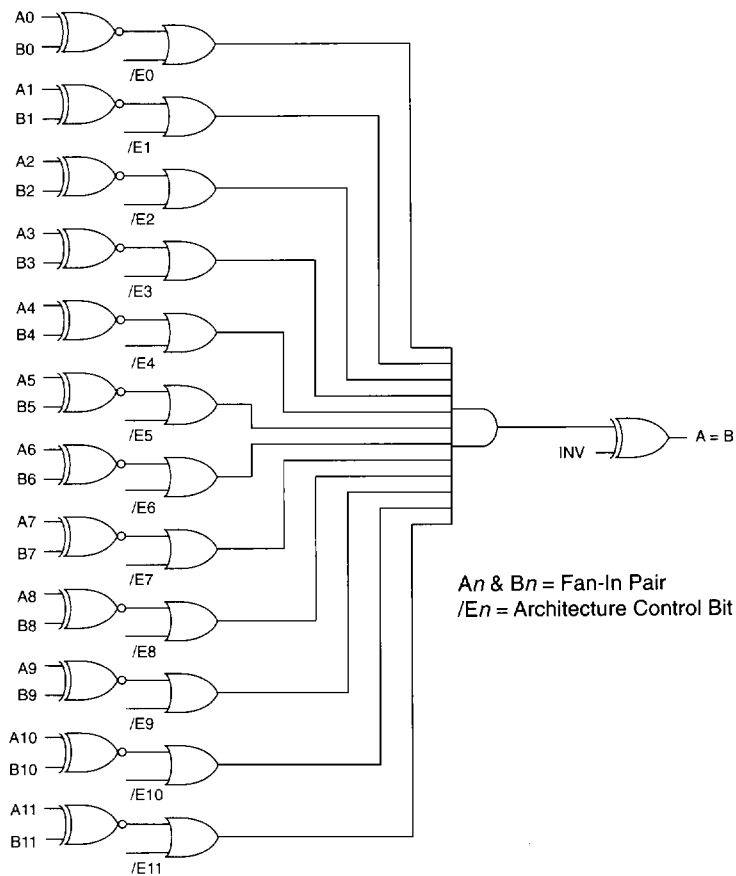 A0
B0
/E0
A1
B1
/E1
A2
B2
/E2
A3
B3
/E3
A4
B4
/E4
A5
B5
/E5
A6
B6
/E6
A7
B7
/E7
A8
B8
/E8
A9
B9
/E9
A10
B10
/E10
A11
B11
/E11
INV
A = B
An & Bn = Fan-In Pair
/En = Architecture Control Bit